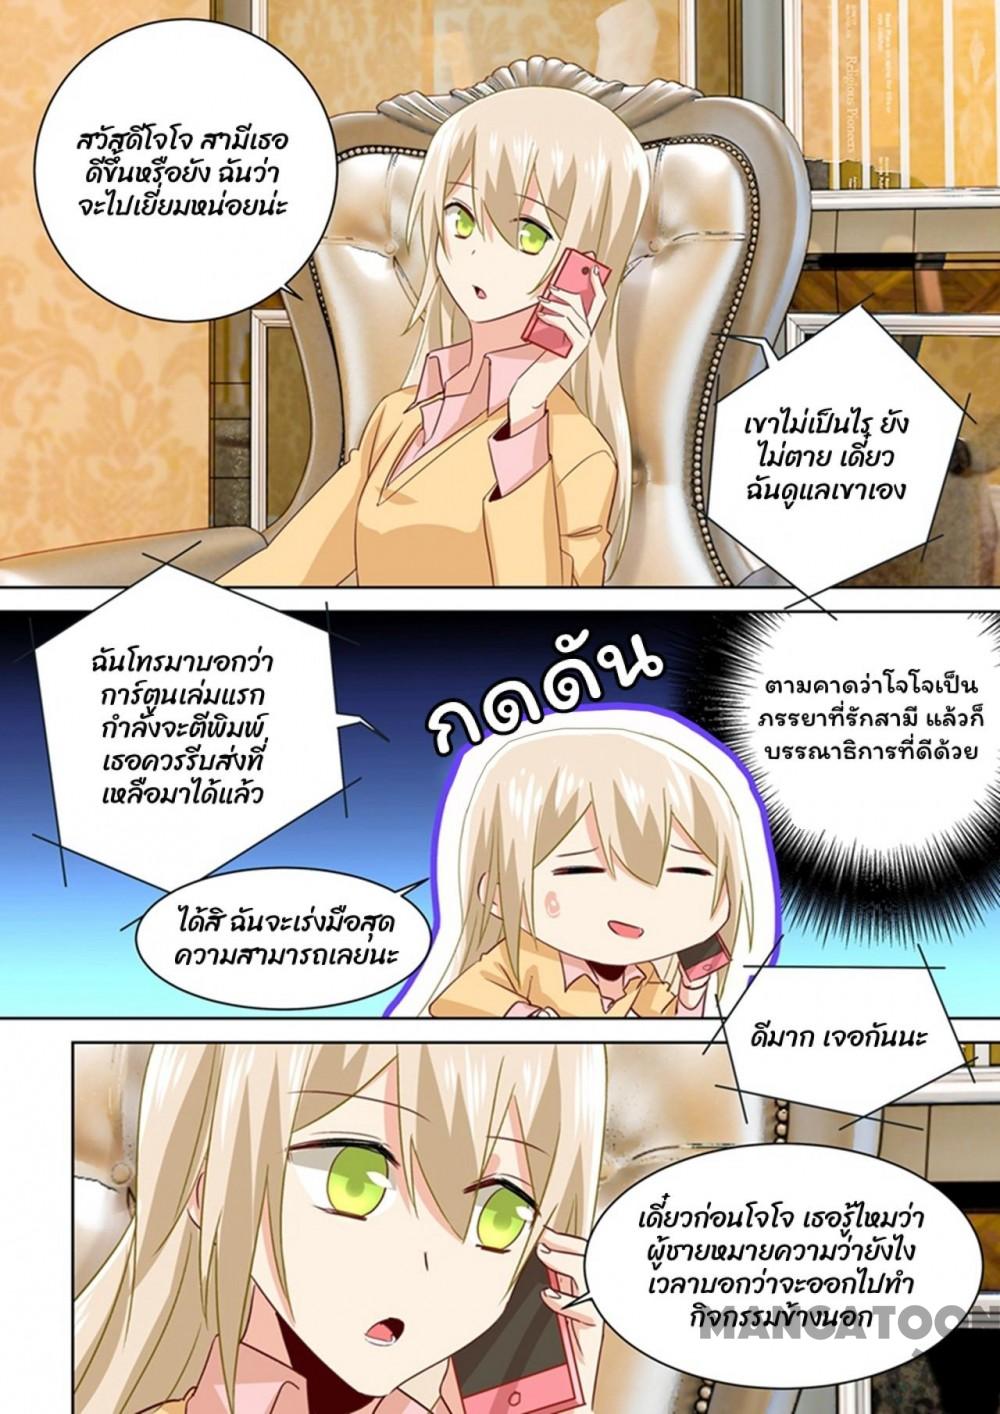 Religious Pioneers
สวัสดีโจโจ สามีเธอ
ดีขึ้นหรือยัง ฉันว่า
จะไปเยี่ยมหน่อยน่ะ
เขาไม่เป็นไร ยัง
ไม่ตาย เดี๋ยว
ฉันดูแลเขาเอง
ฉันโทรมาบอกว่า
การ์ตูนเล่มแรก
กำลังจะตีพิมพ์
เธอควรรีบส่งที่
เหลือมาได้แล้ว
กดดัน
ตามคาดว่าโจโจเป็น
ภรรยาที่รักสามี แล้วก็
บรรณาธิการที่ดีด้วย
ได้สิ ฉันจะเร่งมือสุด
ความสามารถเลยนะ
ดีมาก เจอกันนะ
เดี๋ยวก่อนโจโจ เธอรู้ไหมว่า
ผู้ชายหมายความว่ายังไง
เวลาบอกว่าจะออกไปทำ
กิจกรรมข้างนอก
MANGATOON